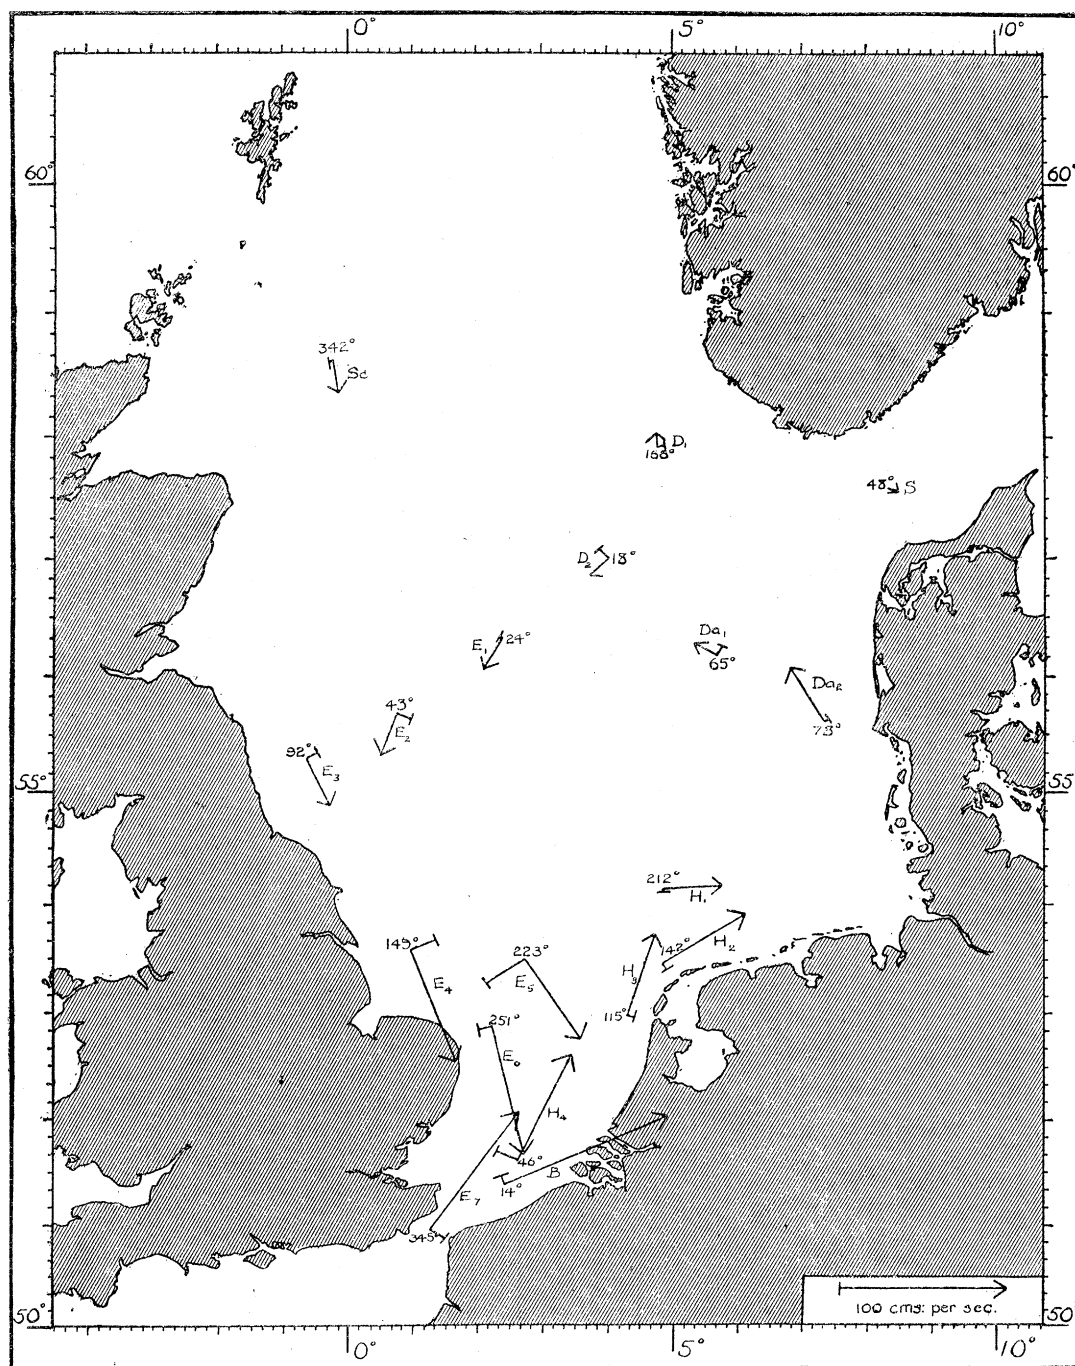 0° 5° 10°
60° 60°
342°
Sc
D₁
168°
48° S
D₂ 18°
E₁ 24°
Da₁
65°
Da₂
73°
43°
E₂
92°
E₃
55° 55°
212°
H₁
149°
E₄
223°
E₅
142°
H₂
H₃
115°
251°
E₆
H₄
46°
14° B
E₇
345°
100 cms. per sec.
50° 50°
0° 5° 10°